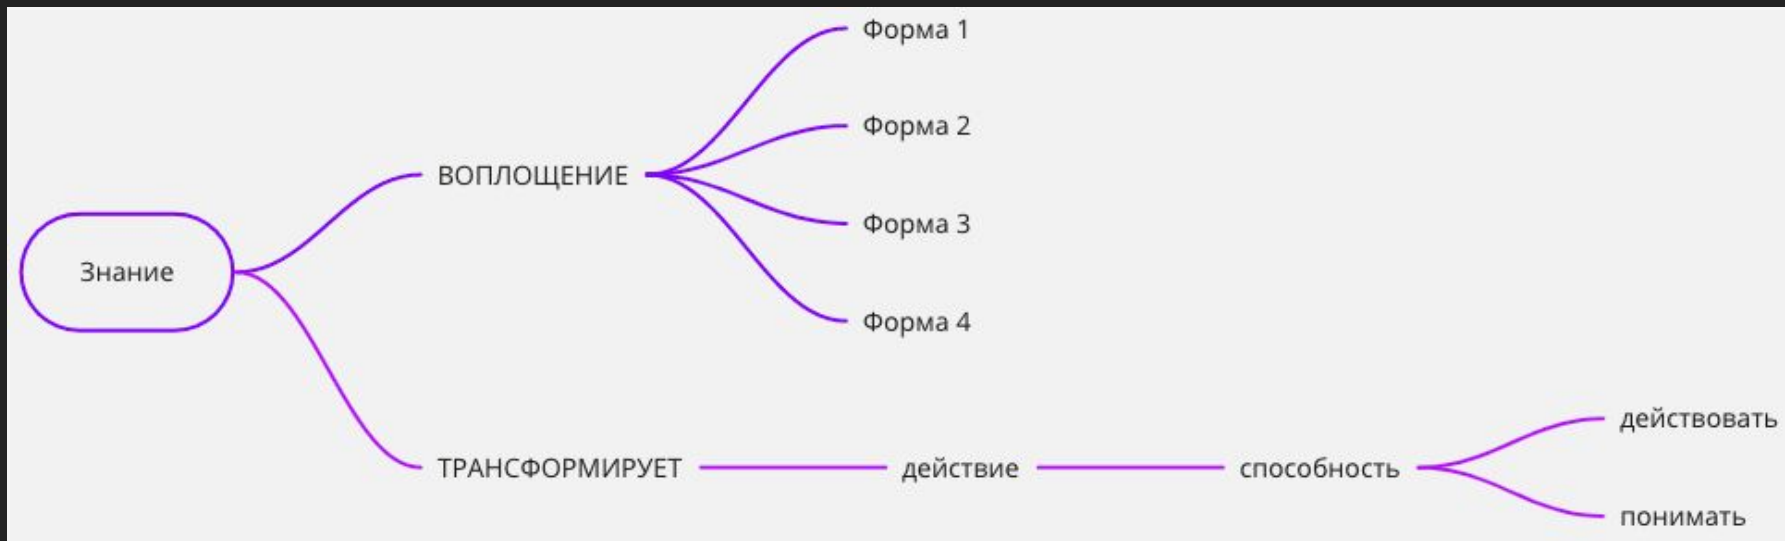 Знание
ВОПЛОЩЕНИЕ
Форма 1
Форма 2
Форма 3
Форма 4
ТРАНСФОРМИРУЕТ
действие
способность
действовать
понимать